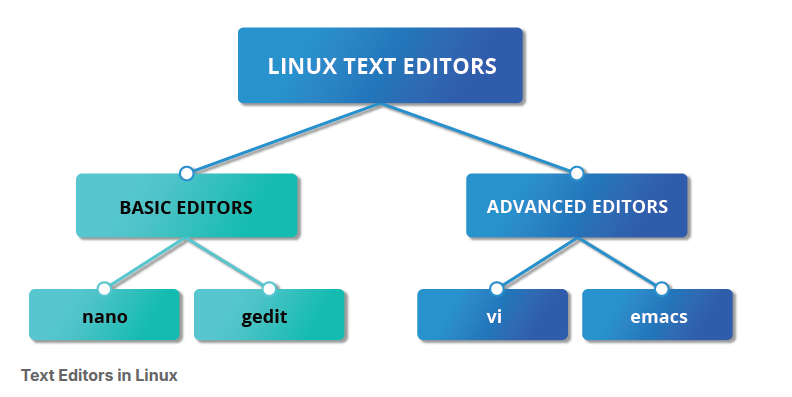 LINUX TEXT EDITORS
BASIC EDITORS
ADVANCED EDITORS
nano
gedit
vi
emacs
Text Editors in Linux